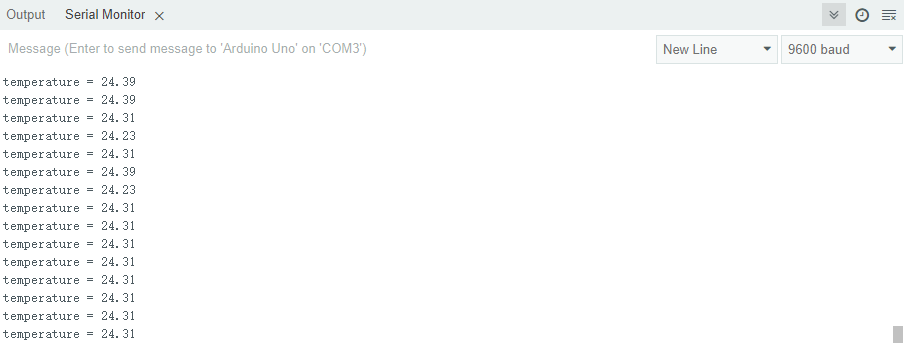 Output Serial Monitor
Message (Enter to send message to 'Arduino Uno' on 'COM3') New Line 9600 baud
temperature = 24.39
temperature = 24.39
temperature = 24.31
temperature = 24.23
temperature = 24.31
temperature = 24.39
temperature = 24.23
temperature = 24.31
temperature = 24.31
temperature = 24.31
temperature = 24.31
temperature = 24.31
temperature = 24.31
temperature = 24.31
temperature = 24.31